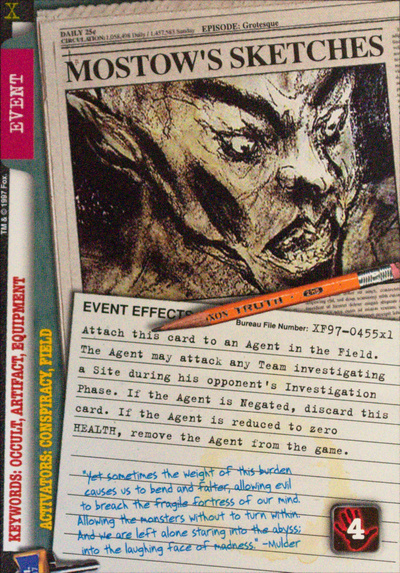 X
EVENT
TM & © 1997 Fox.
KEYWORDS: OCCULT, ARTIFACT, EQUIPMENT
ACTIVATORS: CONSPIRACY, FIELD
DAILY 25¢
EPISODE: Grotesque
CIRCULATION: 1,058,498 Daily / 1,457,563 Sunday
MOSTOW'S SKETCHES
TRUTH
EVENT EFFECTS
Bureau File Number: XF97-0455x1
Attach this card to an Agent in the Field.
The Agent may attack any Team investigating
a Site during his opponent's Investigation
Phase. If the Agent is Negated, discard this
card. If the Agent is reduced to zero
HEALTH, remove the Agent from the game.
"Yet sometimes the weight of this burden
causes us to bend and falter, allowing evil
to breach the fragile fortress of our mind.
Allowing the monsters without to turn within.
And we are left alone staring into the abyss;
into the laughing face of madness." -Mulder
4